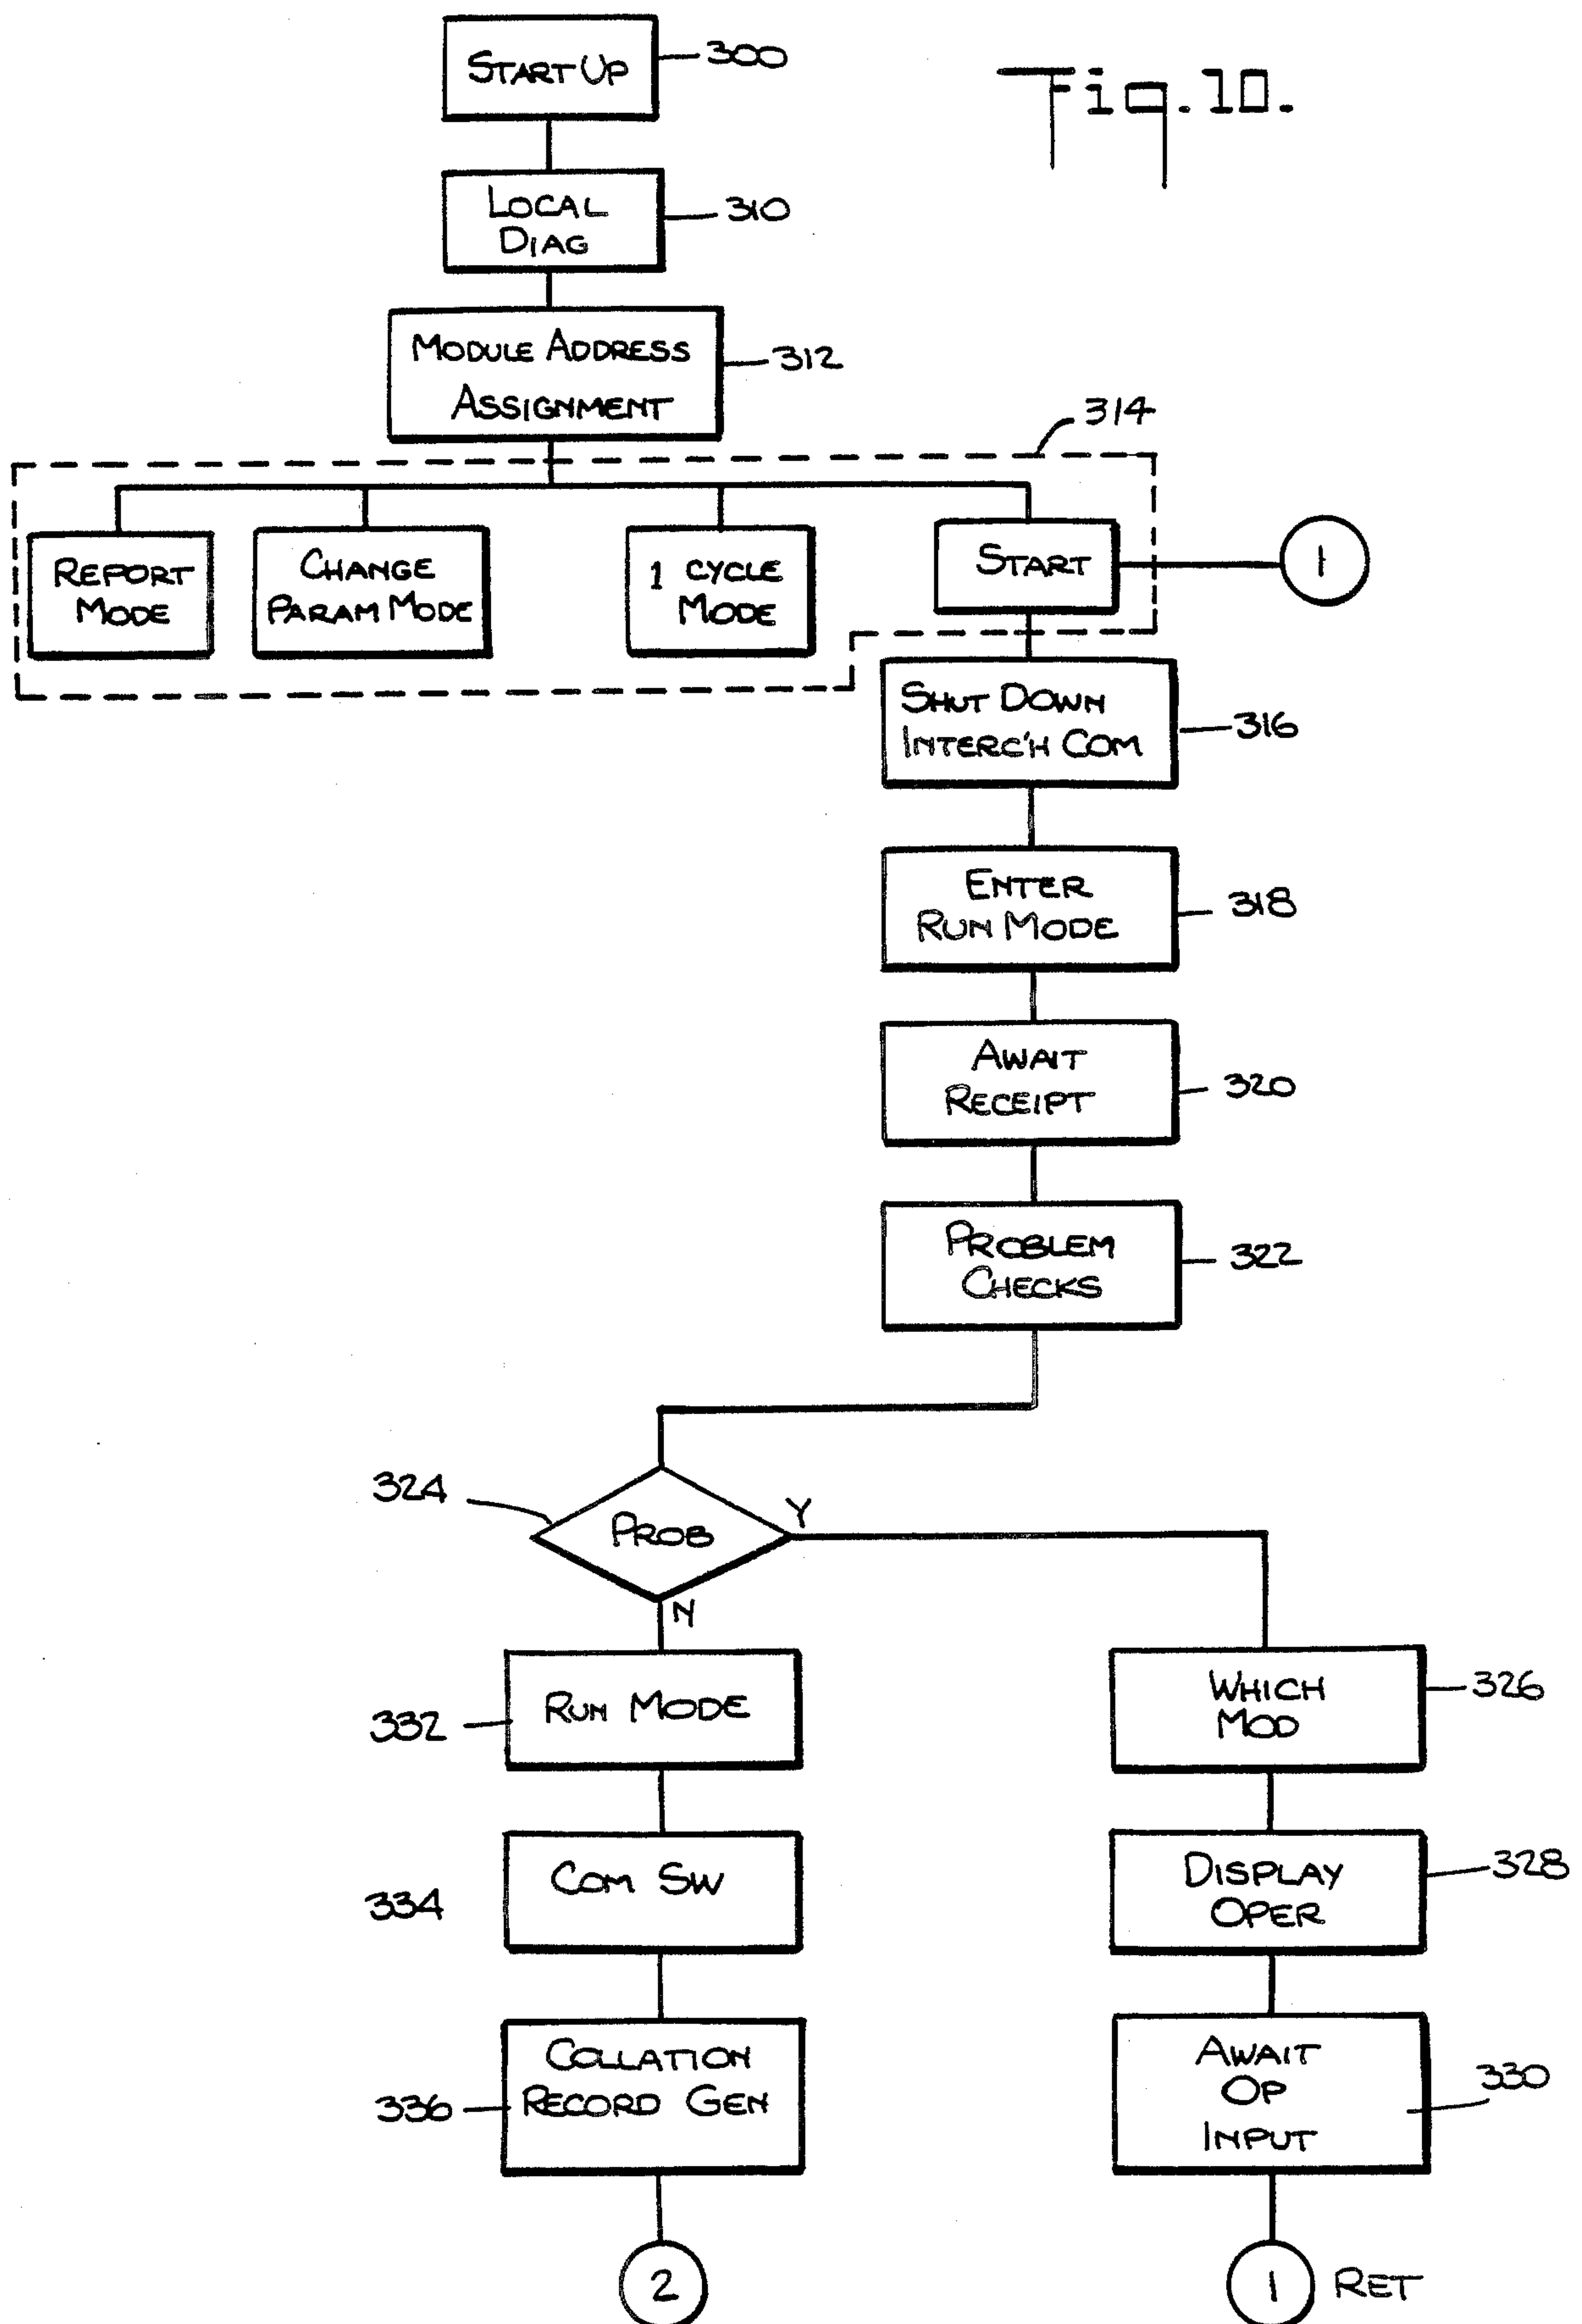 START UP
300
Fig. 10.
LOCAL
DIAG
310
MODULE ADDRESS
ASSIGNMENT
312
314
REPORT
MODE
CHANGE
PARAM MODE
1 CYCLE
MODE
START
1
SHUT DOWN
INTERC'H COM
316
ENTER
RUN MODE
318
AWAIT
RECEIPT
320
PROBLEM
CHECKS
322
324
PROB
Y
N
332
RUN MODE
WHICH
MOD
326
334
COM SW
DISPLAY
OPER
328
336
COLLATION
RECORD GEN
AWAIT
OP
INPUT
330
2
1 RET